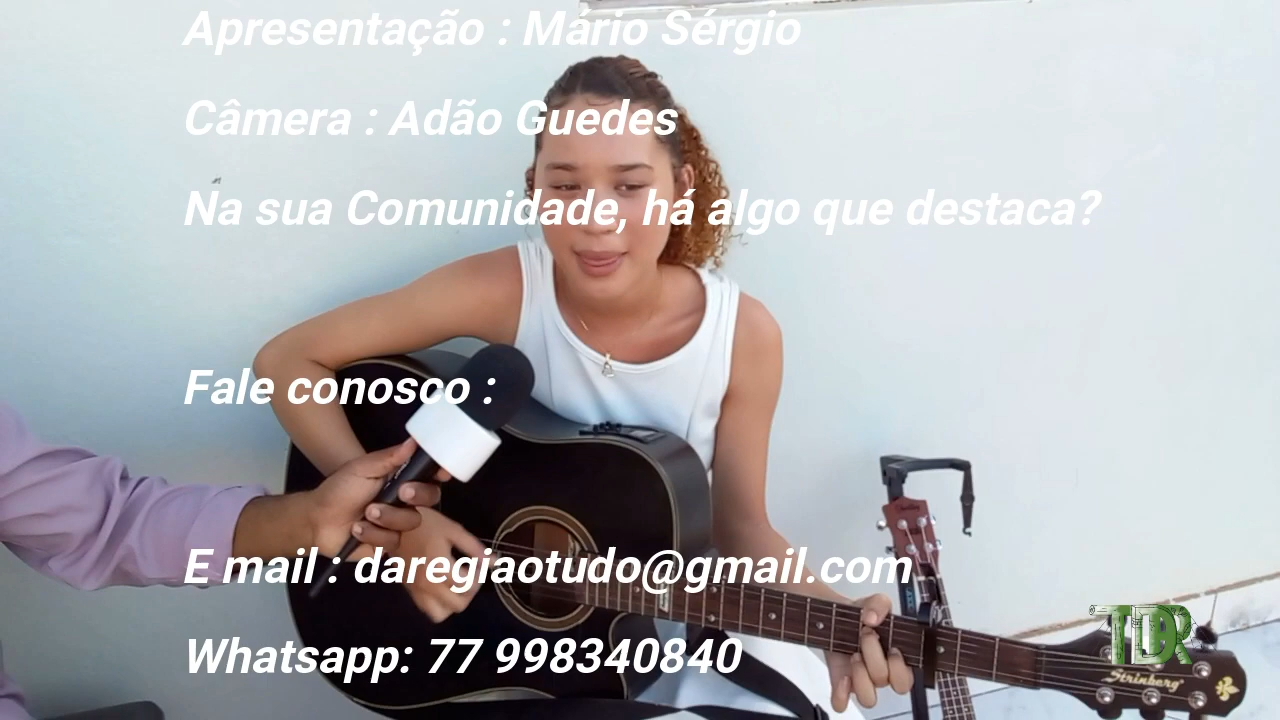 Apresentação : Mário Sérgio
Câmera : Adão Guedes
Na sua Comunidade, há algo que destaca?
Fale conosco :
E mail : daregiaotudo@gmail.com
Whatsapp: 77 998340840
TDR
Strinberg